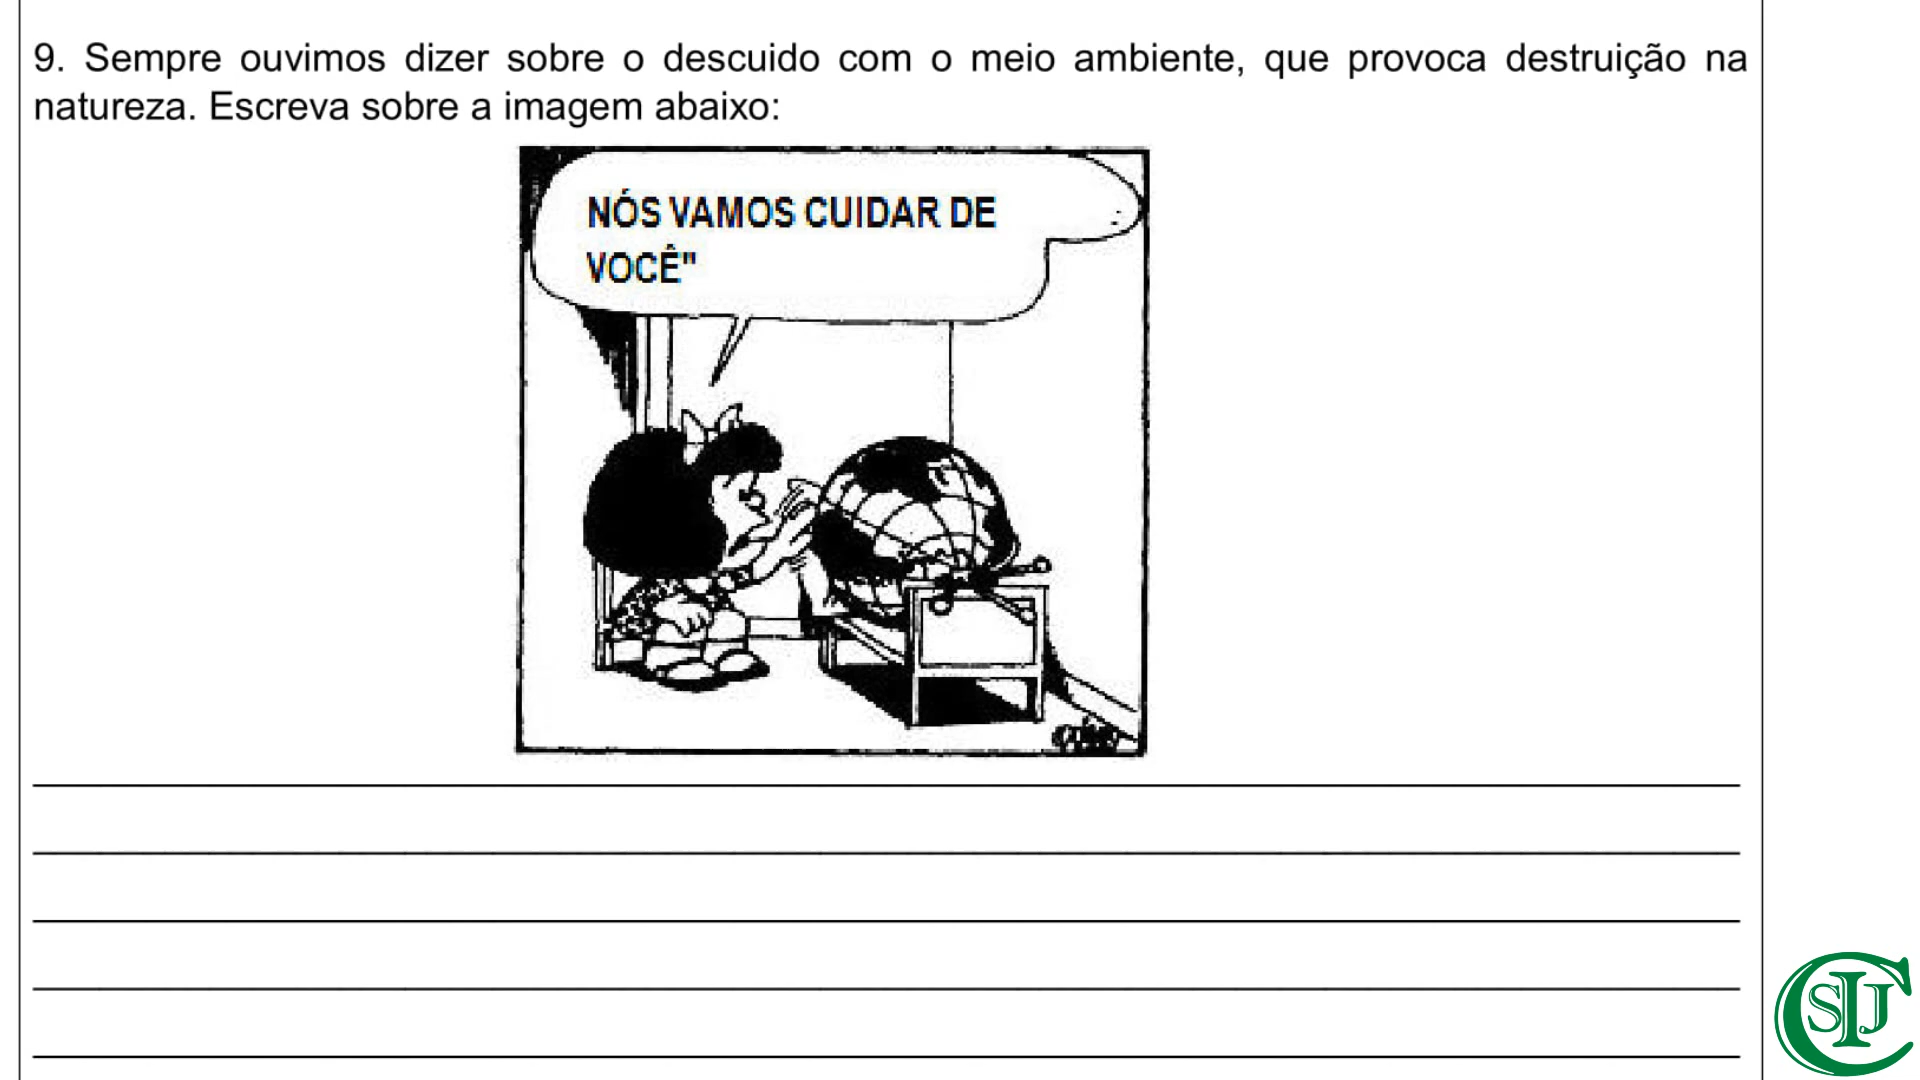 9. Sempre ouvimos dizer sobre o descuido com o meio ambiente, que provoca destruição na
natureza. Escreva sobre a imagem abaixo:
NÓS VAMOS CUIDAR DE
VOCÊ"